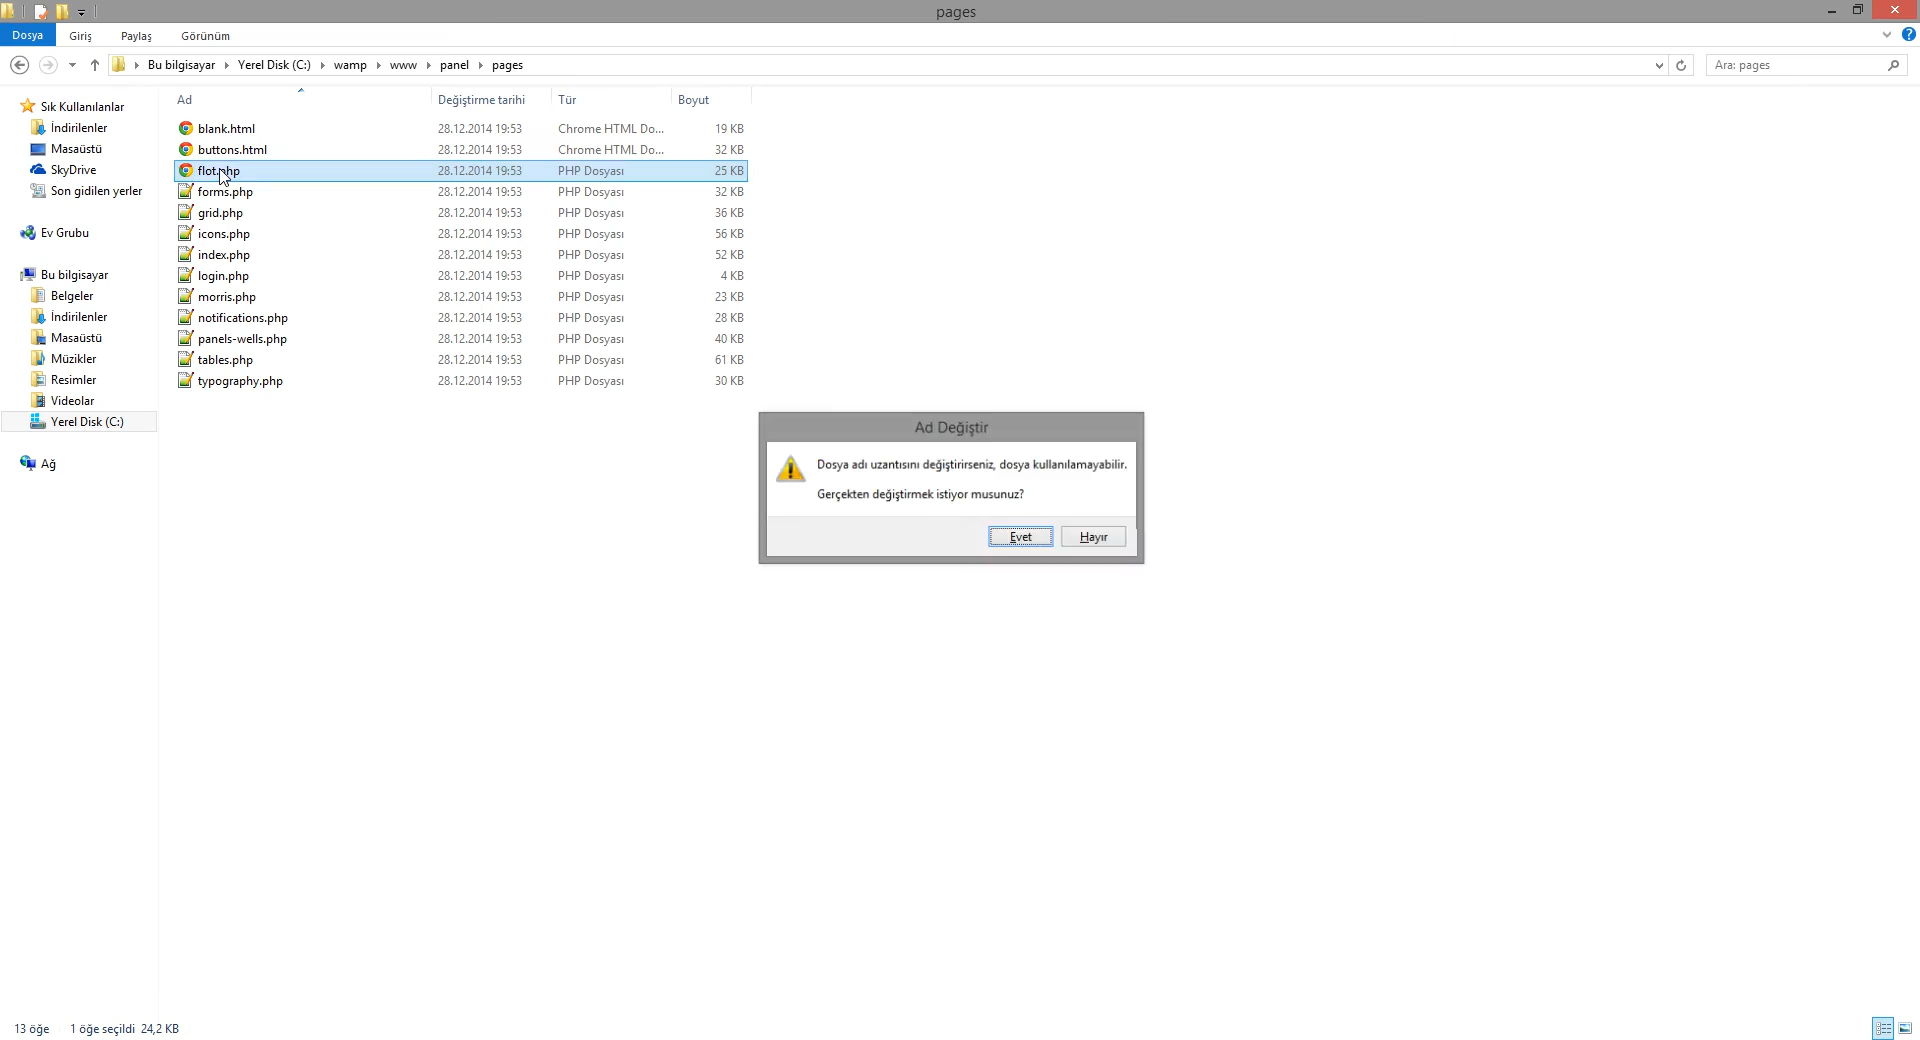 pages
Dosya Giriş Paylaş Görünüm
Bu bilgisayar Yerel Disk (C:) wamp www panel pages
Ara: pages
Sık Kullanılanlar
İndirilenler
Masaüstü
SkyDrive
Son gidilen yerler
Ev Grubu
Bu bilgisayar
Belgeler
İndirilenler
Masaüstü
Müzikler
Resimler
Videolar
Yerel Disk (C:)
Ağ
Ad Değiştirme tarihi Tür Boyut
blank.html 28.12.2014 19:53 Chrome HTML Do... 19 KB
buttons.html 28.12.2014 19:53 Chrome HTML Do... 32 KB
flot.php 28.12.2014 19:53 PHP Dosyası 25 KB
forms.php 28.12.2014 19:53 PHP Dosyası 32 KB
grid.php 28.12.2014 19:53 PHP Dosyası 36 KB
icons.php 28.12.2014 19:53 PHP Dosyası 56 KB
index.php 28.12.2014 19:53 PHP Dosyası 52 KB
login.php 28.12.2014 19:53 PHP Dosyası 4 KB
morris.php 28.12.2014 19:53 PHP Dosyası 23 KB
notifications.php 28.12.2014 19:53 PHP Dosyası 28 KB
panels-wells.php 28.12.2014 19:53 PHP Dosyası 40 KB
tables.php 28.12.2014 19:53 PHP Dosyası 61 KB
typography.php 28.12.2014 19:53 PHP Dosyası 30 KB
Ad Değiştir
Dosya adı uzantısını değiştirirseniz, dosya kullanılamayabilir.
Gerçekten değiştirmek istiyor musunuz?
Evet Hayır
13 öğe 1 öğe seçildi 24,2 KB